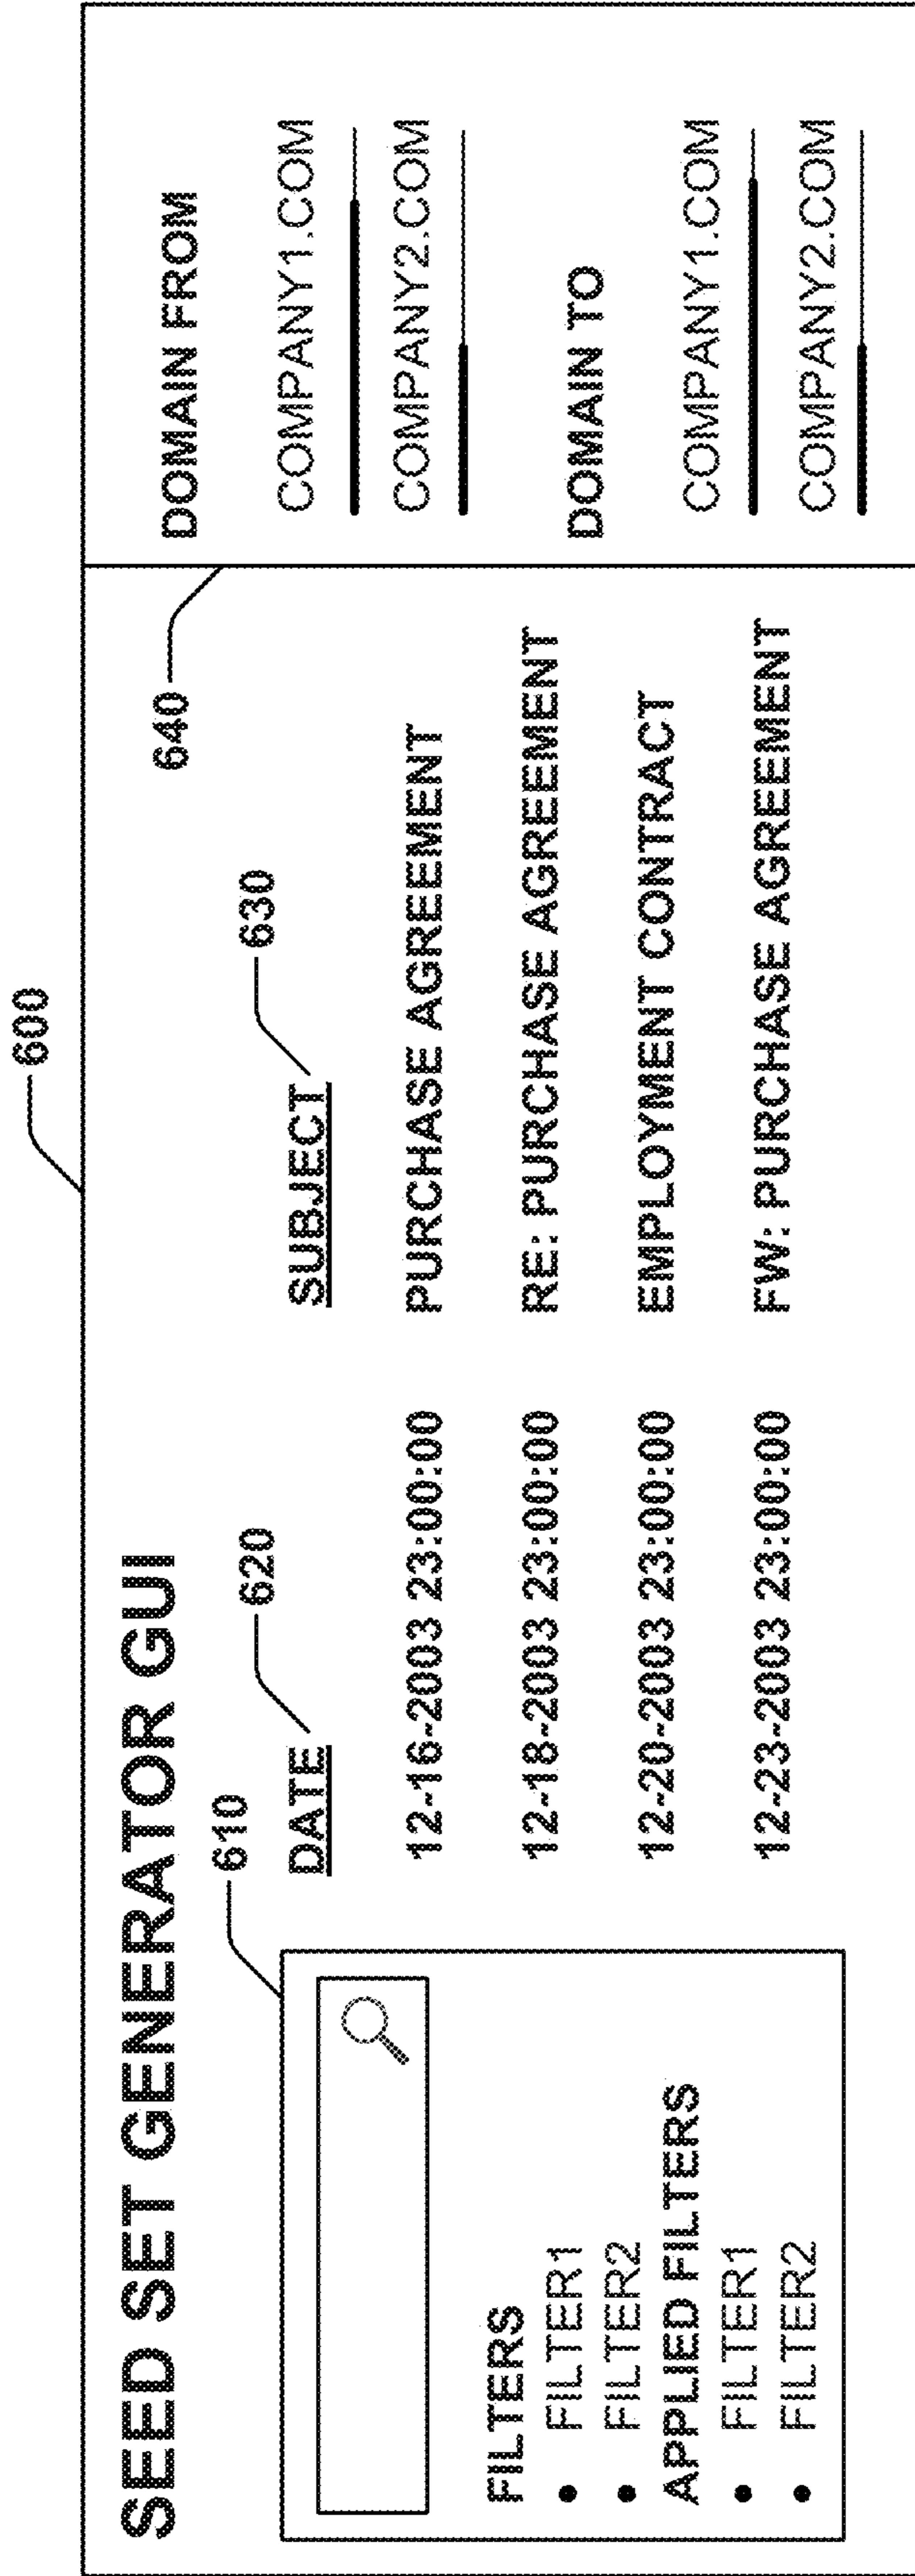 600
SEED SET GENERATOR GUI
610
FILTERS
• FILTER1
• FILTER2
APPLIED FILTERS
• FILTER1
• FILTER2
620
DATE
12-16-2003 23:00:00
12-18-2003 23:00:00
12-20-2003 23:00:00
12-23-2003 23:00:00
630
SUBJECT
PURCHASE AGREEMENT
RE: PURCHASE AGREEMENT
EMPLOYMENT CONTRACT
FW: PURCHASE AGREEMENT
640
DOMAIN FROM
COMPANY1.COM
COMPANY2.COM
DOMAIN TO
COMPANY1.COM
COMPANY2.COM